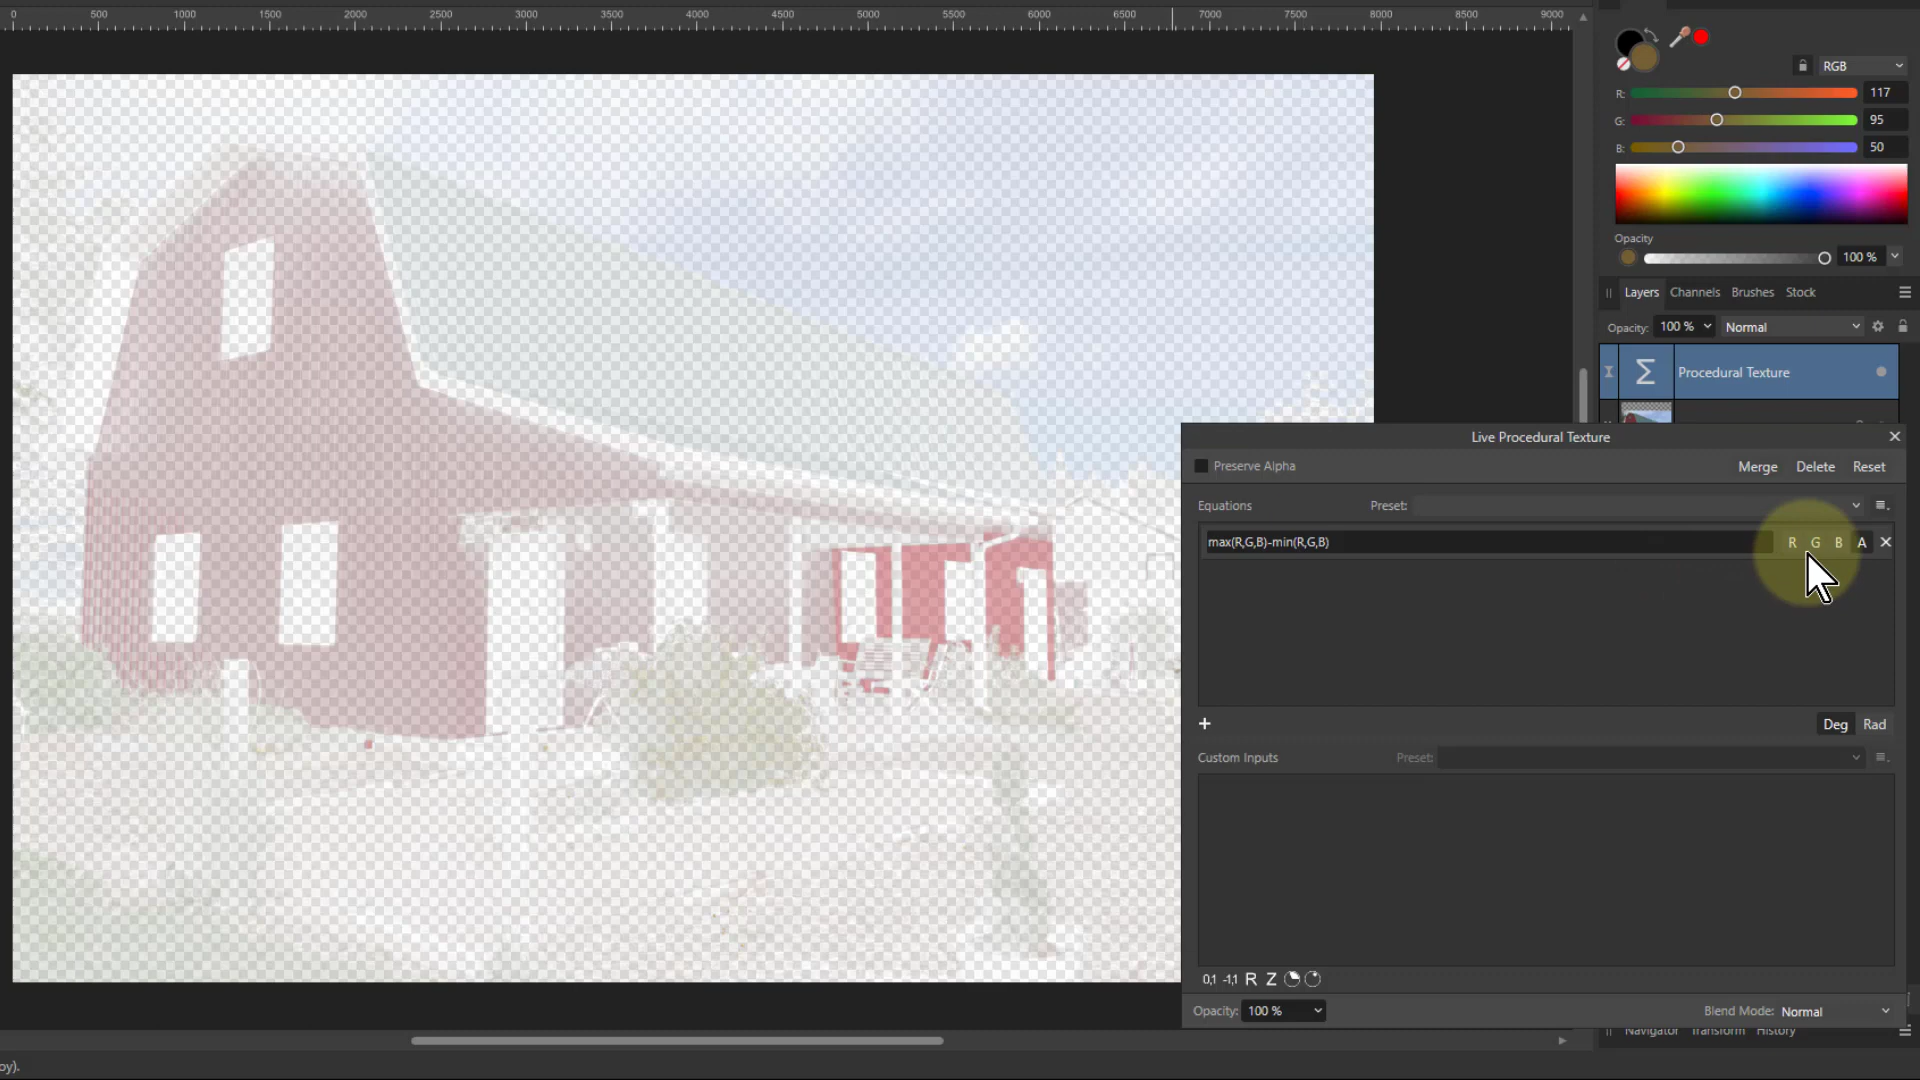 0 500 1000 1500 2000 2500 3000 3500 4000 4500 5000 5500 6000 6500 7000 7500 8000 8500 9000
RGB
R: 117
G: 95
B: 50
Opacity
100 %
Layers Channels Brushes Stock
Opacity: 100 % Normal
Procedural Texture
Live Procedural Texture
Preserve Alpha Merge Delete Reset
Equations Preset:
max(R,G,B)-min(R,G,B) R G B A
Deg Rad
Custom Inputs Preset:
0,1 -1,1 R Z
Opacity: 100 % Blend Mode: Normal
Navigator Transform History
oy).